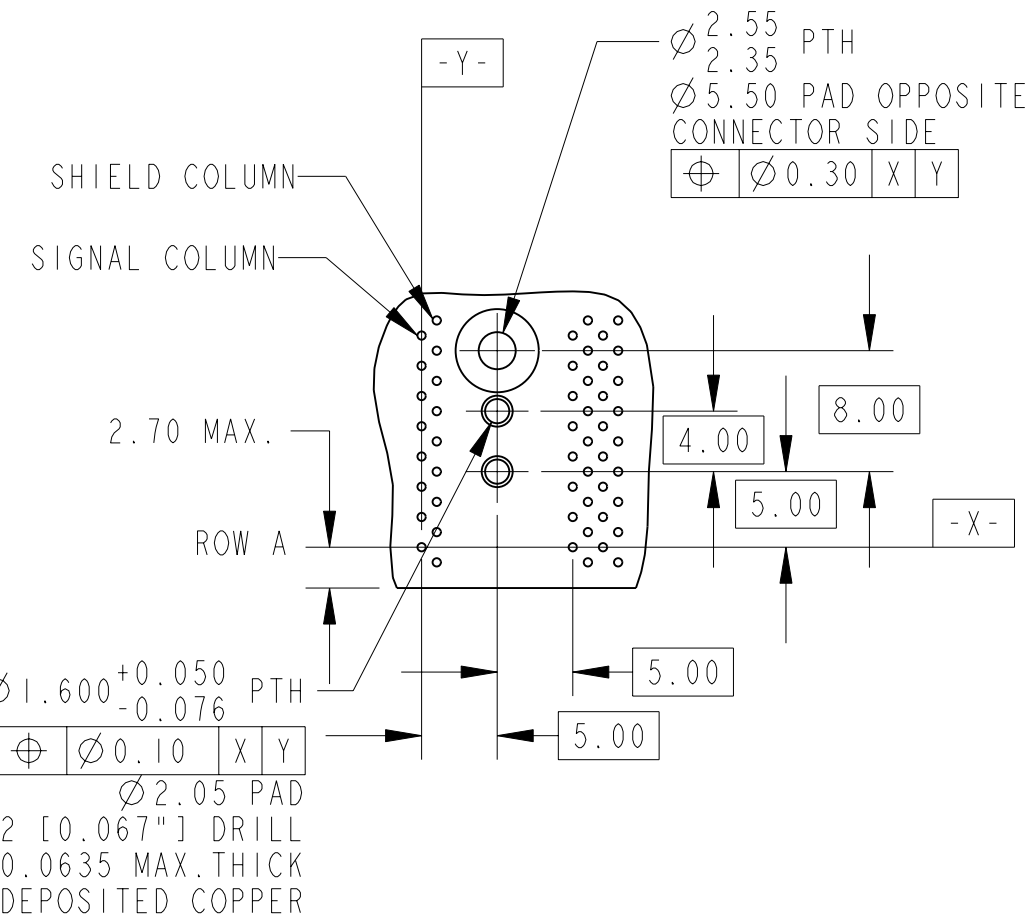 -Y-
⌀ 2.55
2.35 PTH
⌀5.50 PAD OPPOSITE
CONNECTOR SIDE
⌖ ⌀0.30 X Y
SHIELD COLUMN
SIGNAL COLUMN
8.00
2.70 MAX.
4.00
5.00
-X-
ROW A
5.00
⌀1.600 +0.050
-0.076 PTH
5.00
⌖ ⌀0.10 X Y
⌀2.05 PAD
2 [0.067"] DRILL
0.0635 MAX.THICK
DEPOSITED COPPER